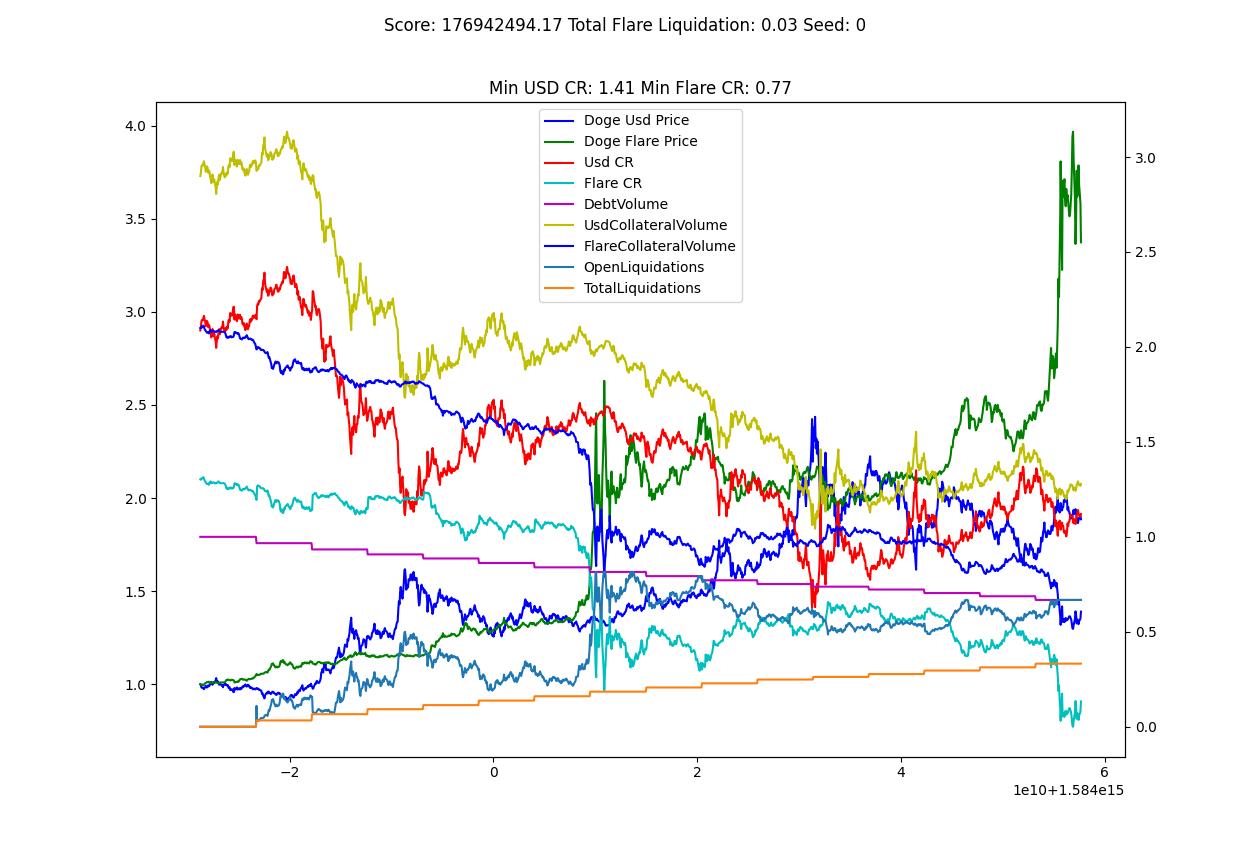 Score: 176942494.17 Total Flare Liquidation: 0.03 Seed: 0
Min USD CR: 1.41 Min Flare CR: 0.77
Doge Usd Price
Doge Flare Price
Usd CR
Flare CR
DebtVolume
UsdCollateralVolume
FlareCollateralVolume
OpenLiquidations
TotalLiquidations
4.0
3.5
3.0
2.5
2.0
1.5
1.0
3.0
2.5
2.0
1.5
1.0
0.5
0.0
−2 0 2 4 6
1e10+1.584e15